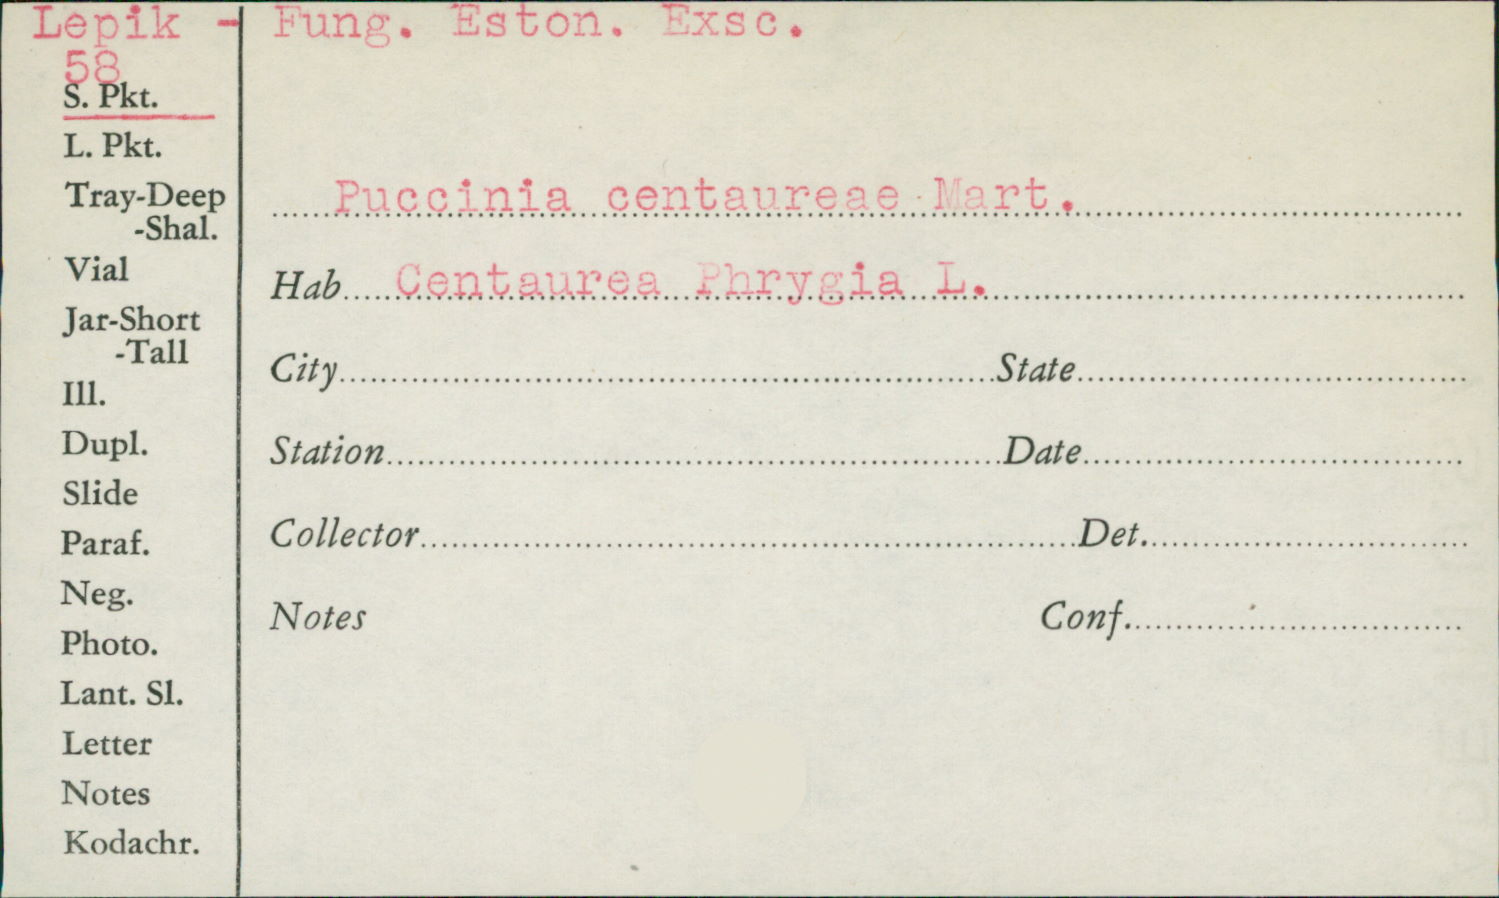 Lepik - Fung. Eston. Exsc.
58
S. Pkt.
L. Pkt.
Tray-Deep
-Shal.
Vial
Jar-Short
-Tall
Ill.
Dupl.
Slide
Paraf.
Neg.
Photo.
Lant. Sl.
Letter
Notes
Kodachr.
Puccinia centaureae Mart.
Hab. Centaurea Phrygia L.
City State
Station Date
Collector Det.
Notes Conf.